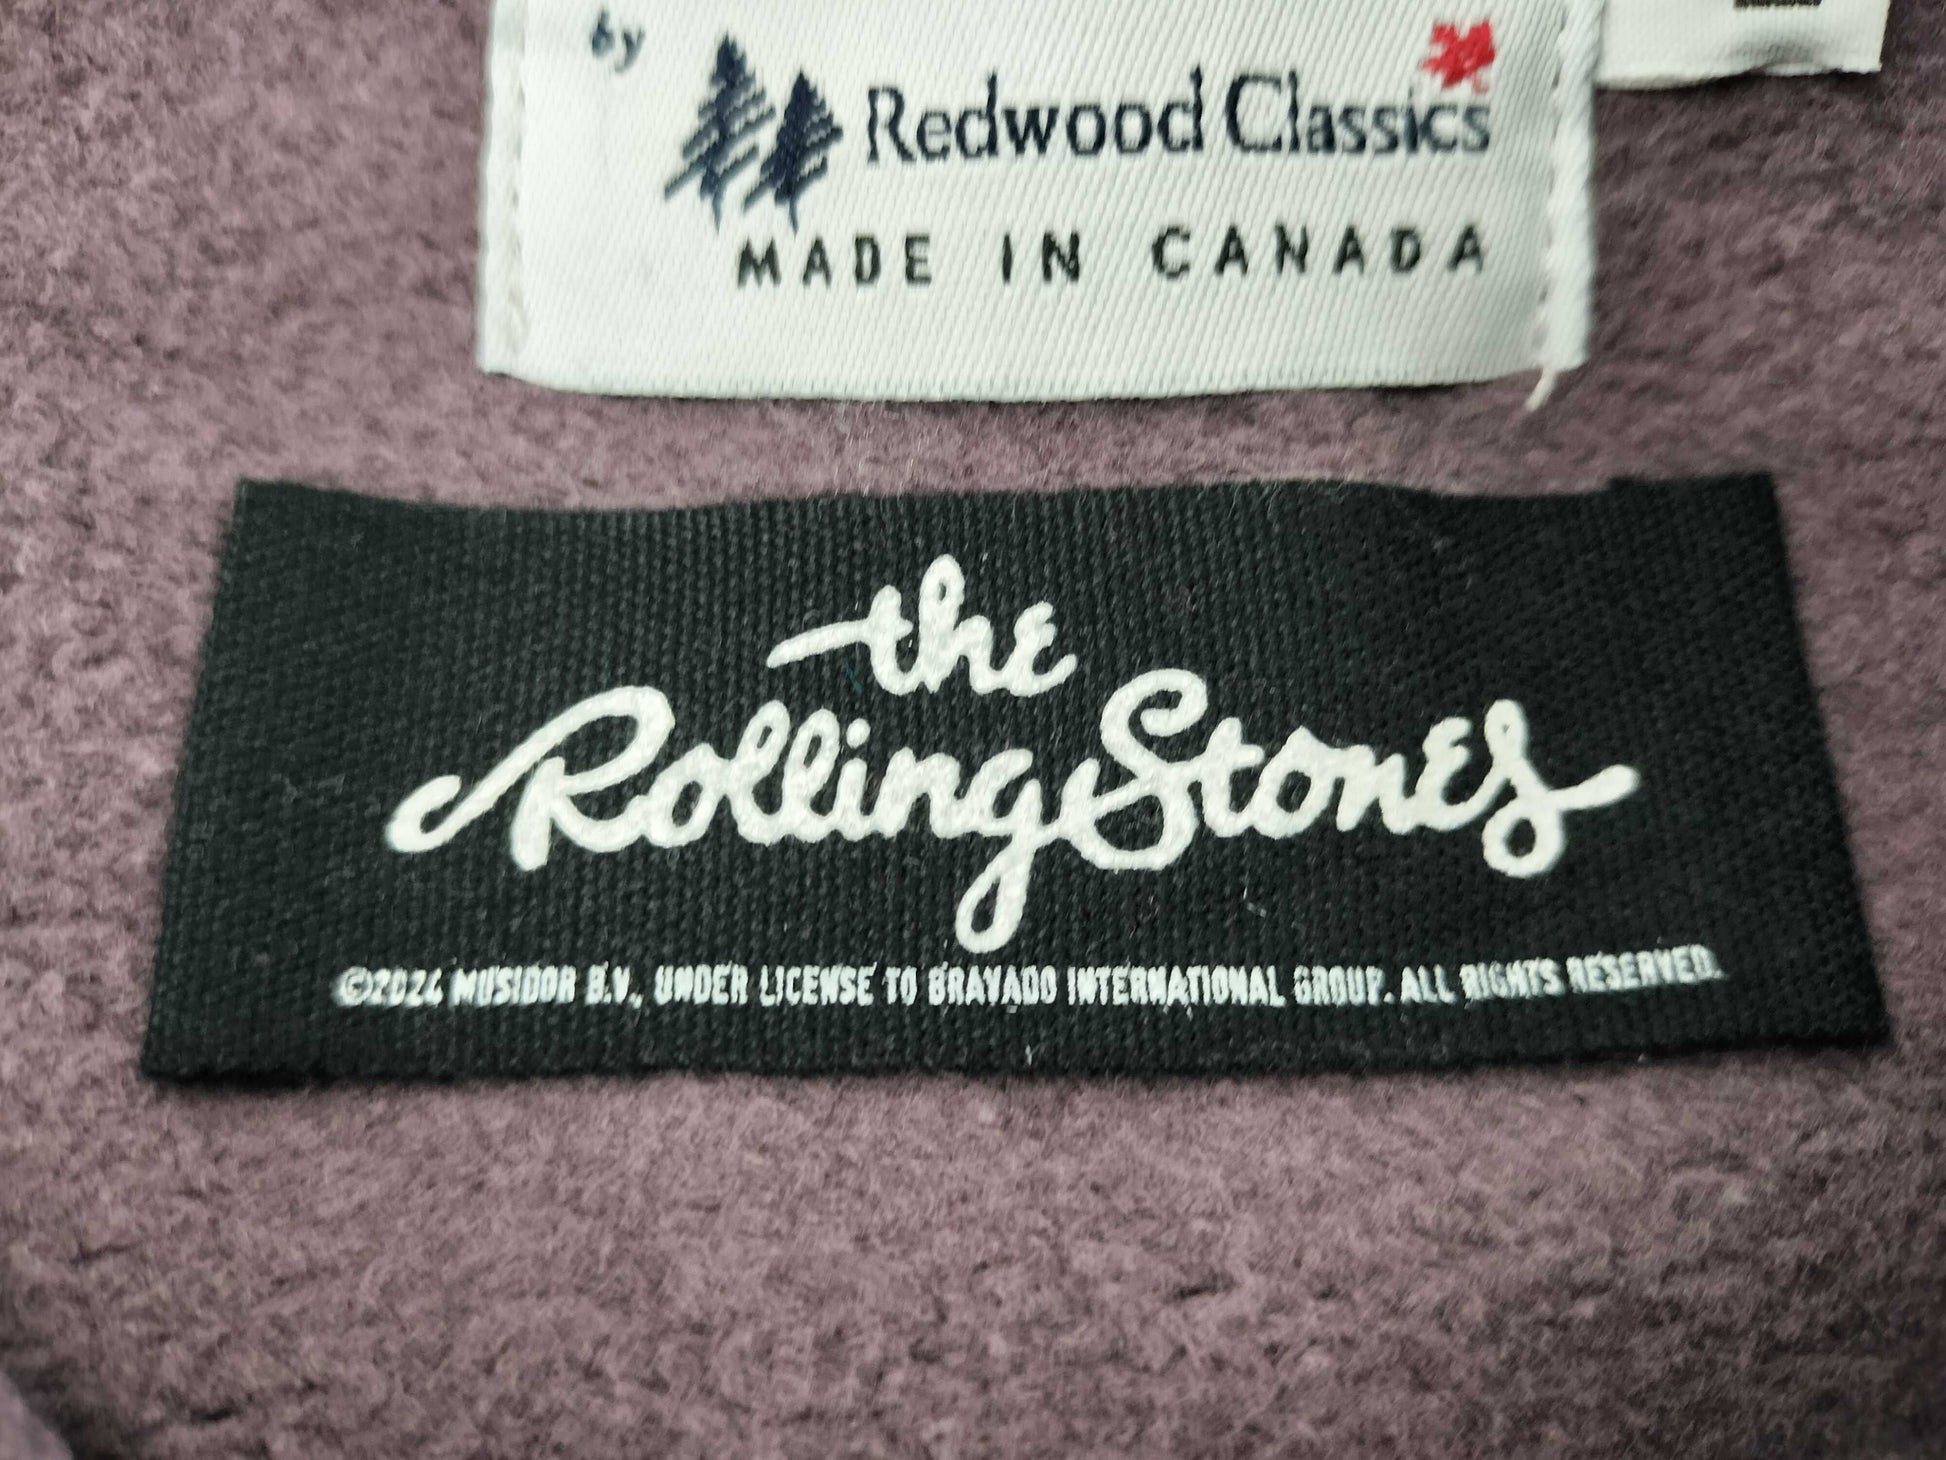 by
Redwood Classics
MADE IN CANADA
the
Rolling Stones
©2024 MUSIDOR B.V., UNDER LICENSE TO BRAVADO INTERNATIONAL GROUP. ALL RIGHTS RESERVED.